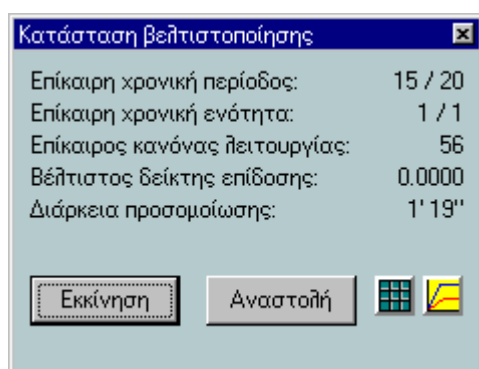 Κατάσταση βελτιστοποίησης
Επίκαιρη χρονική περίοδος: 15 / 20
Επίκαιρη χρονική ενότητα: 1 / 1
Επίκαιρος κανόνας λειτουργίας: 56
Βέλτιστος δείκτης επίδοσης: 0.0000
Διάρκεια προσομοίωσης: 1' 19''
Εκκίνηση Αναστολή